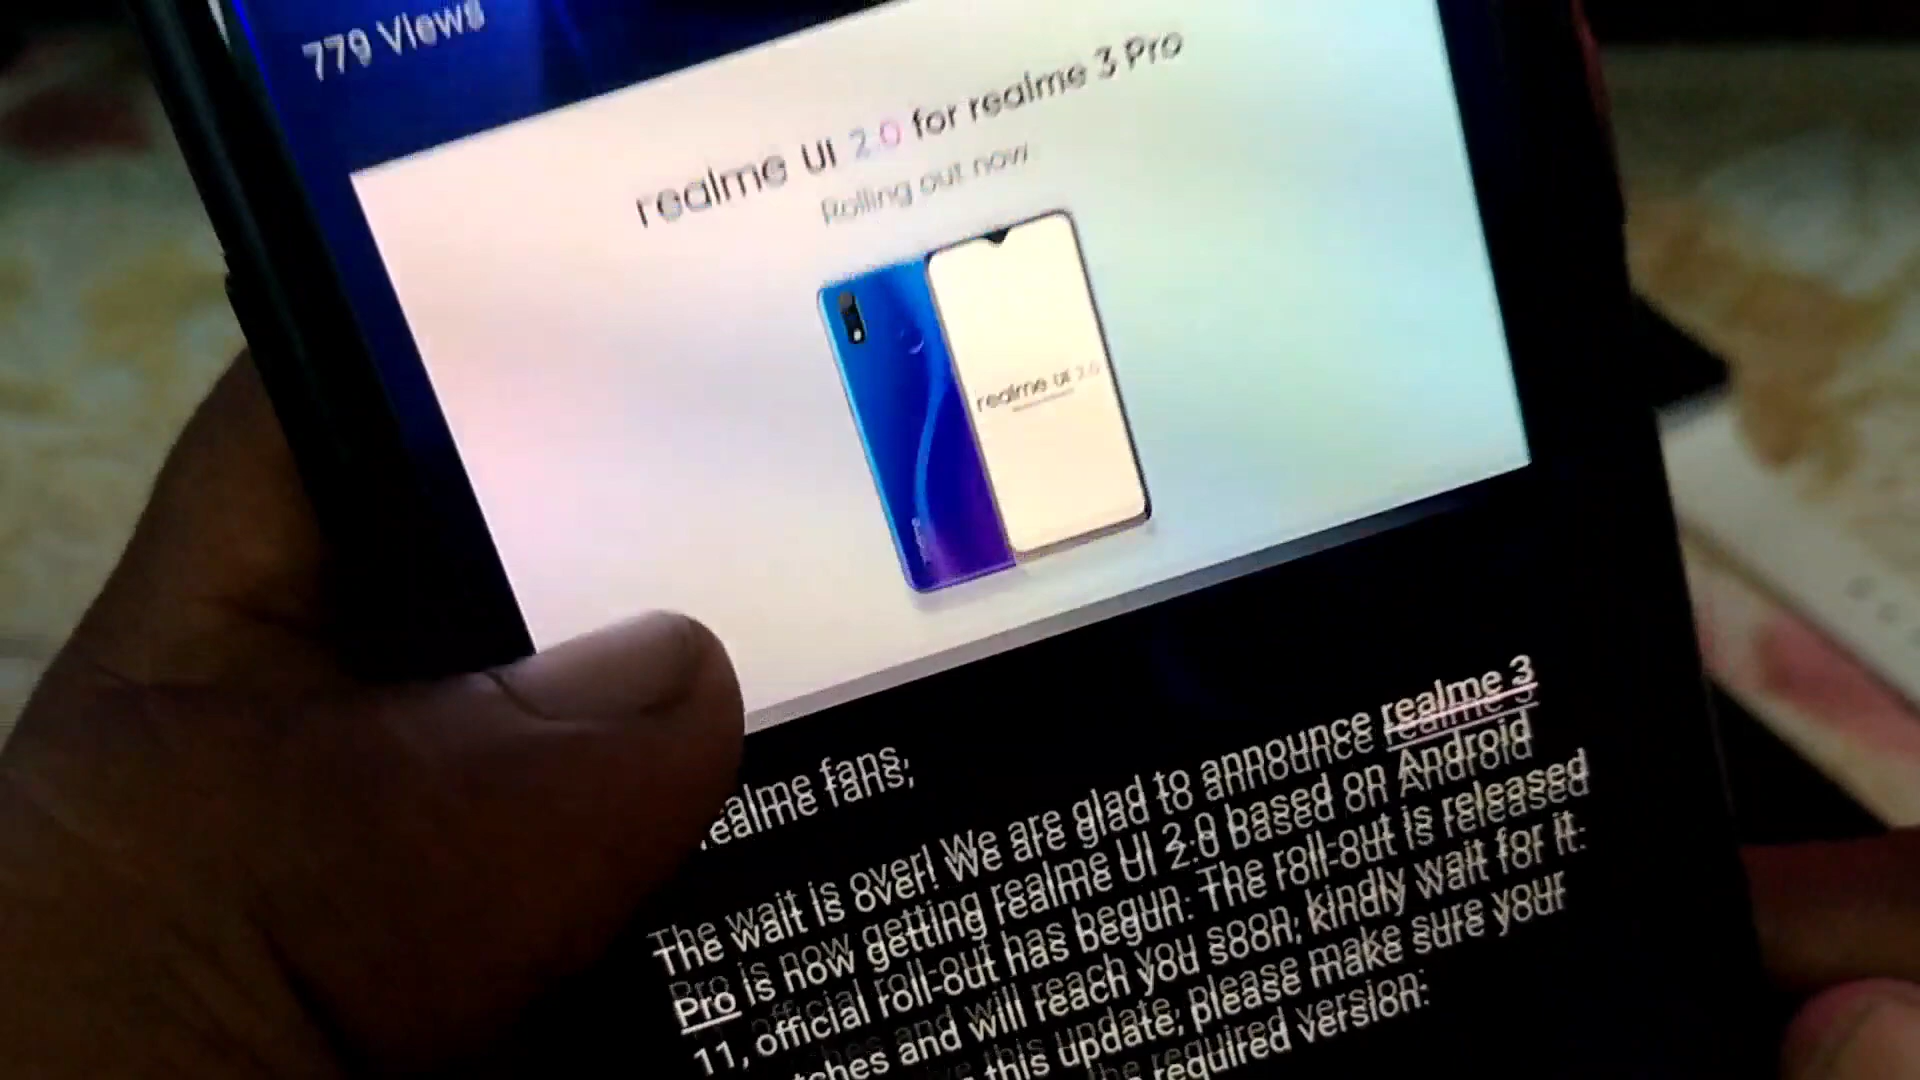 779 Views
realme UI 2.0 for realme 3 Pro
Rolling out now
realme UI 2.0
realme fans,
The wait is over! We are glad to announce realme 3
Pro is now getting realme UI 2.0 based on Android
11, official roll-out has begun. The roll-out is released
and will reach you soon, kindly wait for it.
this update, please make sure your
required version: